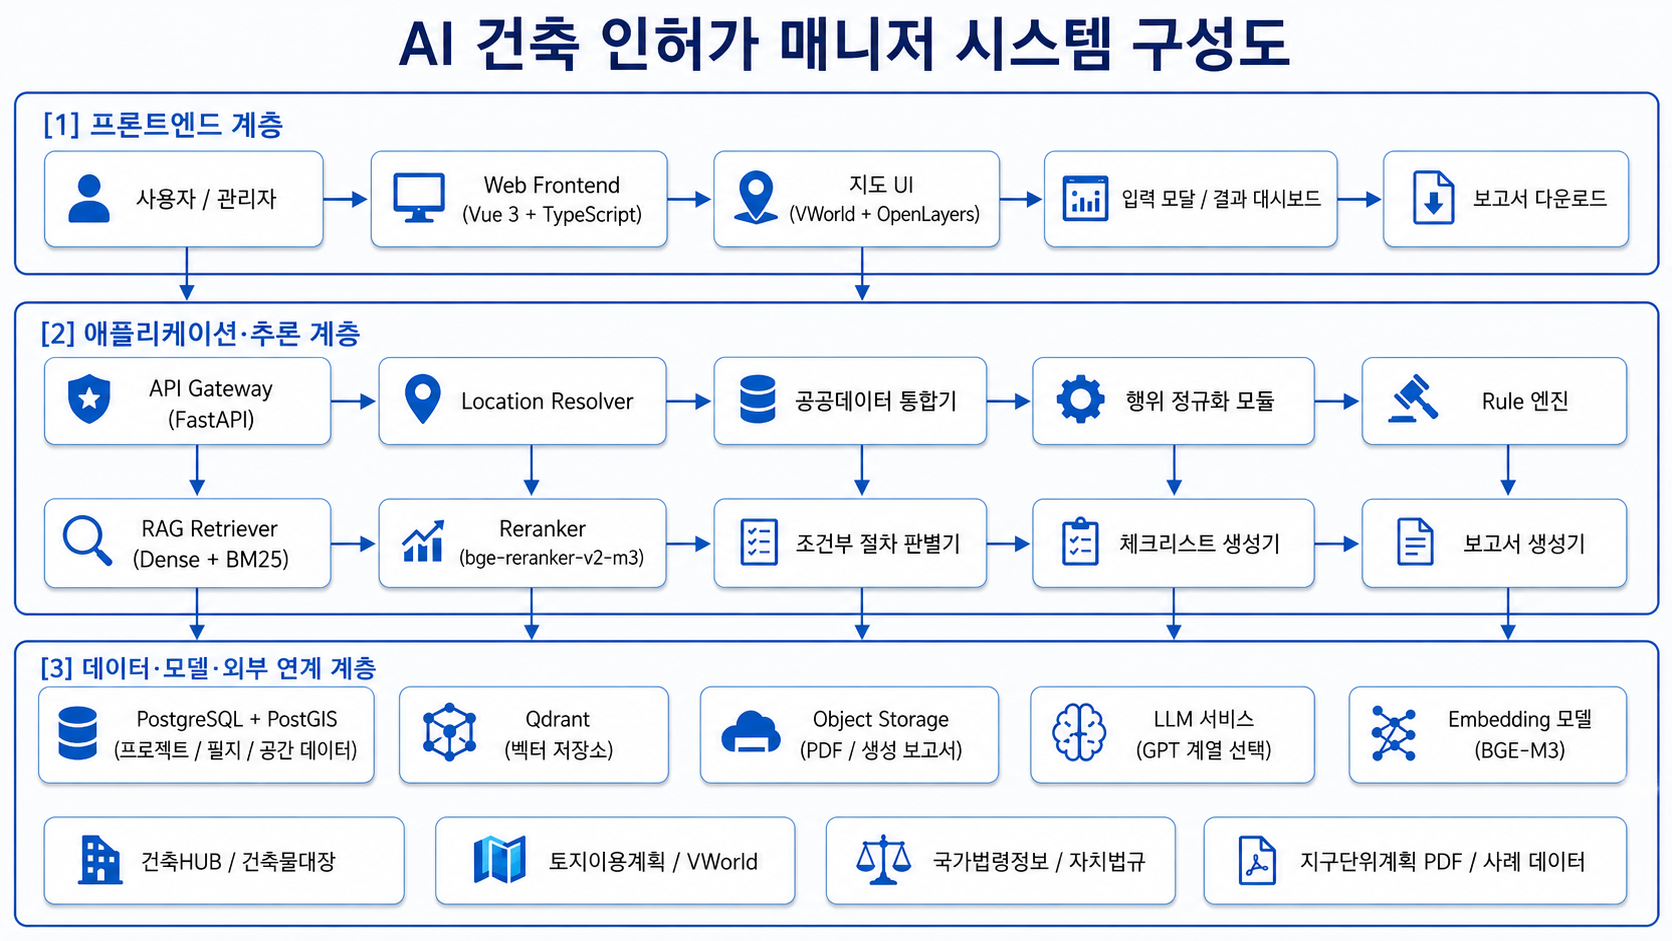 AI 건축 인허가 매니저 시스템 구성도
[1] 프론트엔드 계층
사용자 / 관리자
Web Frontend
(Vue 3 + TypeScript)
지도 UI
(VWorld + OpenLayers)
입력 모달 / 결과 대시보드
보고서 다운로드
[2] 애플리케이션·추론 계층
API Gateway
(FastAPI)
Location Resolver
공공데이터 통합기
행위 정규화 모듈
Rule 엔진
RAG Retriever
(Dense + BM25)
Reranker
(bge-reranker-v2-m3)
조건부 절차 판별기
체크리스트 생성기
보고서 생성기
[3] 데이터·모델·외부 연계 계층
PostgreSQL + PostGIS
(프로젝트 / 필지 / 공간 데이터)
Qdrant
(벡터 저장소)
Object Storage
(PDF / 생성 보고서)
LLM 서비스
(GPT 계열 선택)
Embedding 모델
(BGE-M3)
건축HUB / 건축물대장
토지이용계획 / VWorld
국가법령정보 / 자치법규
지구단위계획 PDF / 사례 데이터